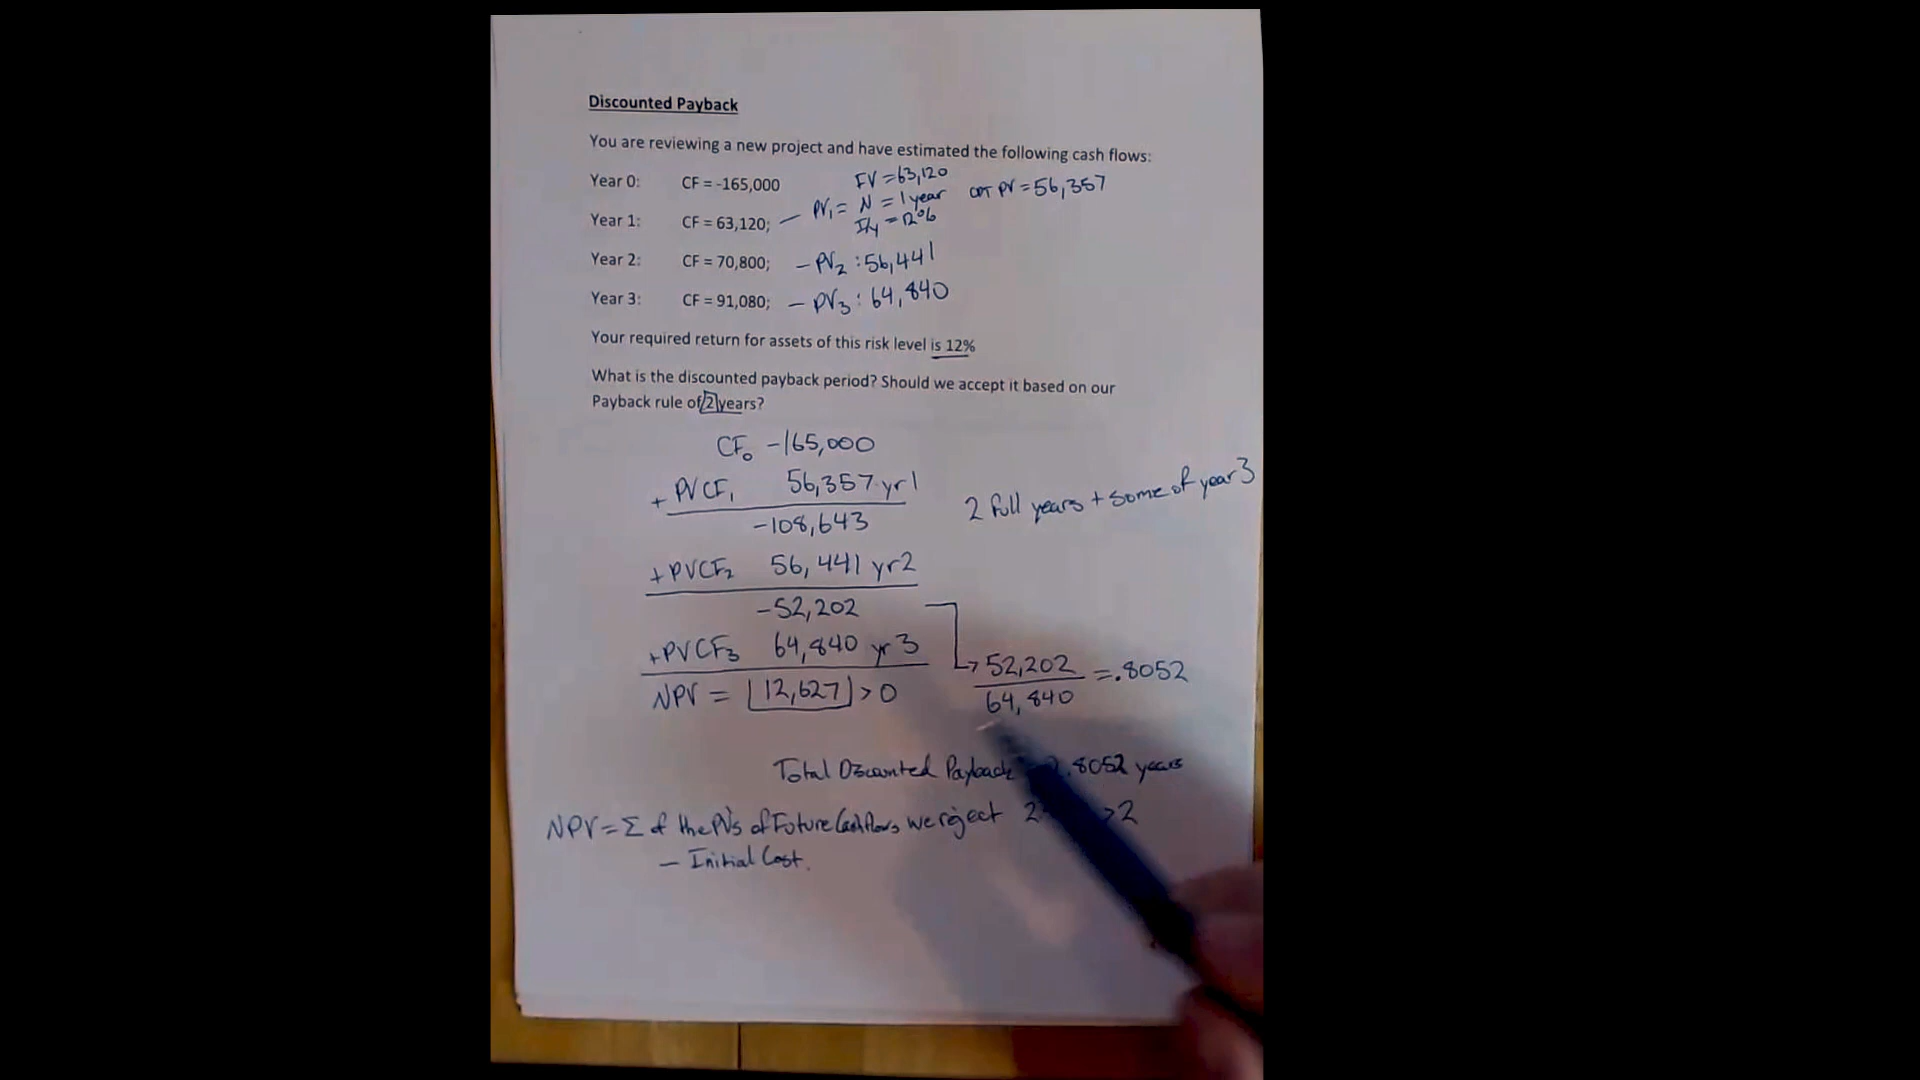 Discounted Payback
You are reviewing a new project and have estimated the following cash flows:
Year 0: CF = -165,000
FV = 63,120
Year 1: CF = 63,120; — PV1 = N = 1 year CPT PV = 56,357
I/Y = 12%
Year 2: CF = 70,800; — PV2 : 56,441
Year 3: CF = 91,080; — PV3 : 64,840
Your required return for assets of this risk level is 12%
What is the discounted payback period? Should we accept it based on our
Payback rule of 2 years?
CF0 -165,000
+ PVCF1 56,357 yr1
-108,643
2 full years + some of year 3
+ PVCF2 56,441 yr2
-52,202
+ PVCF3 64,840 yr3
52,202
64,840 = .8052
NPV = 12,627 > 0
Total Discounted Payback .8052 years
NPV = Σ of the PV's of Future Cashflows we reject 2 > 2
— Initial Cost.